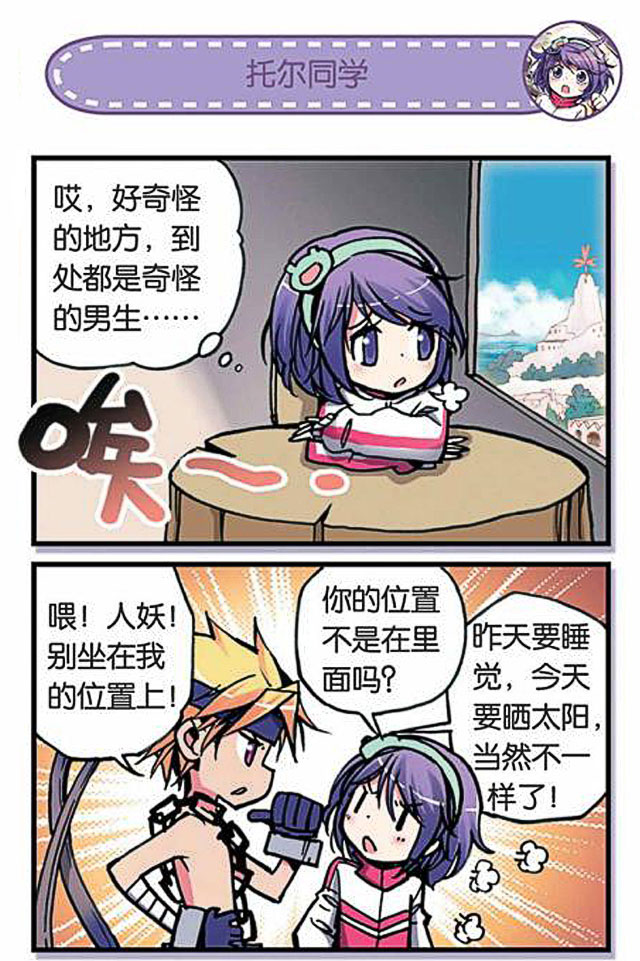 托尔同学
哎，好奇怪
的地方，到
处都是奇怪
的男生……
唉～．
喂！人妖！
别坐在我
的位置上！
你的位置
不是在里
面吗？
昨天要睡
觉，今天
要晒太阳，
当然不一
样了！